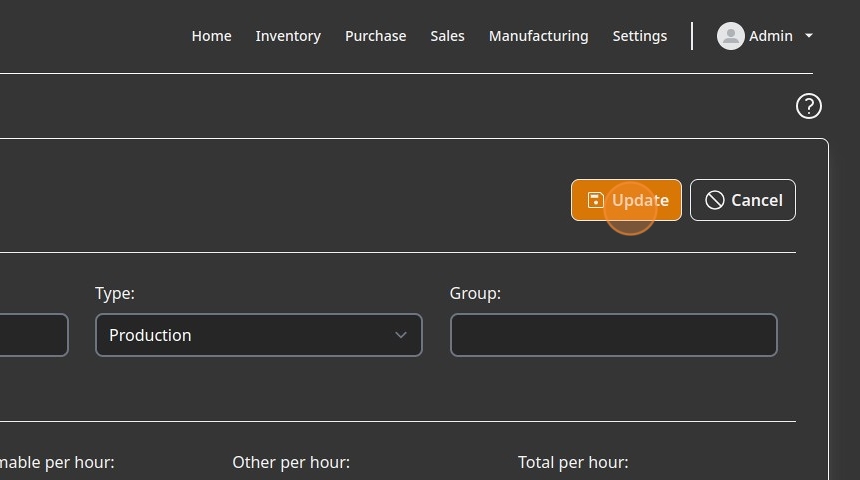 Home Inventory Purchase Sales Manufacturing Settings Admin
?
Update Cancel
Type: Group:
Production
per hour: Other per hour: Total per hour: